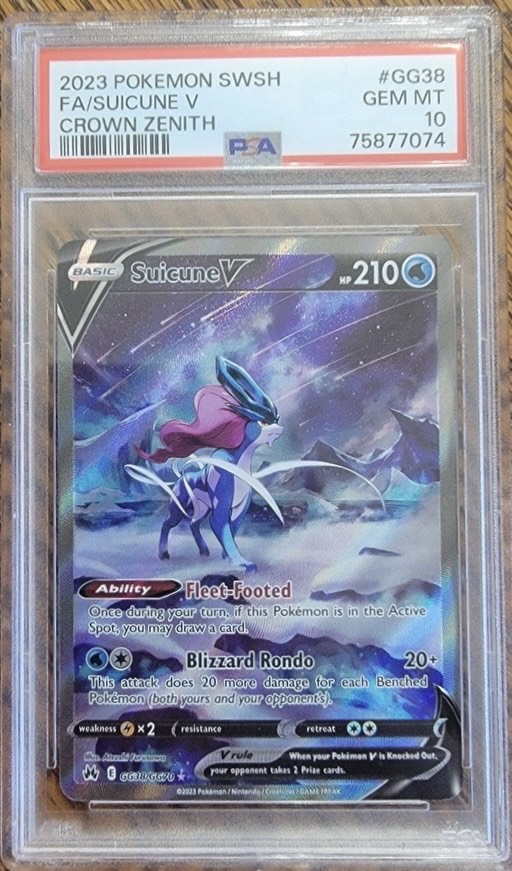 2023 POKEMON SWSH #GG38
FA/SUICUNE V GEM MT
CROWN ZENITH 10
PSA 75877074
BASIC Suicune V HP 210
Ability Fleet-Footed
Once during your turn, if this Pokémon is in the Active
Spot, you may draw a card.
Blizzard Rondo 20+
This attack does 20 more damage for each Benched
Pokémon (both yours and your opponent's).
weakness ×2 resistance retreat
Illus. Atsushi Furusawa
V rule When your Pokémon V is Knocked Out,
your opponent takes 2 Prize cards.
E GG38/GG70
©2023 Pokémon / Nintendo / Creatures / GAME FREAK